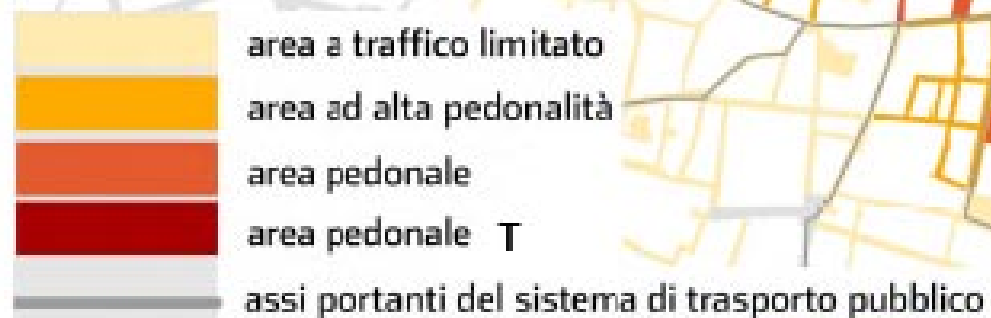 area a traffico limitato
area ad alta pedonalità
area pedonale
area pedonale T
assi portanti del sistema di trasporto pubblico